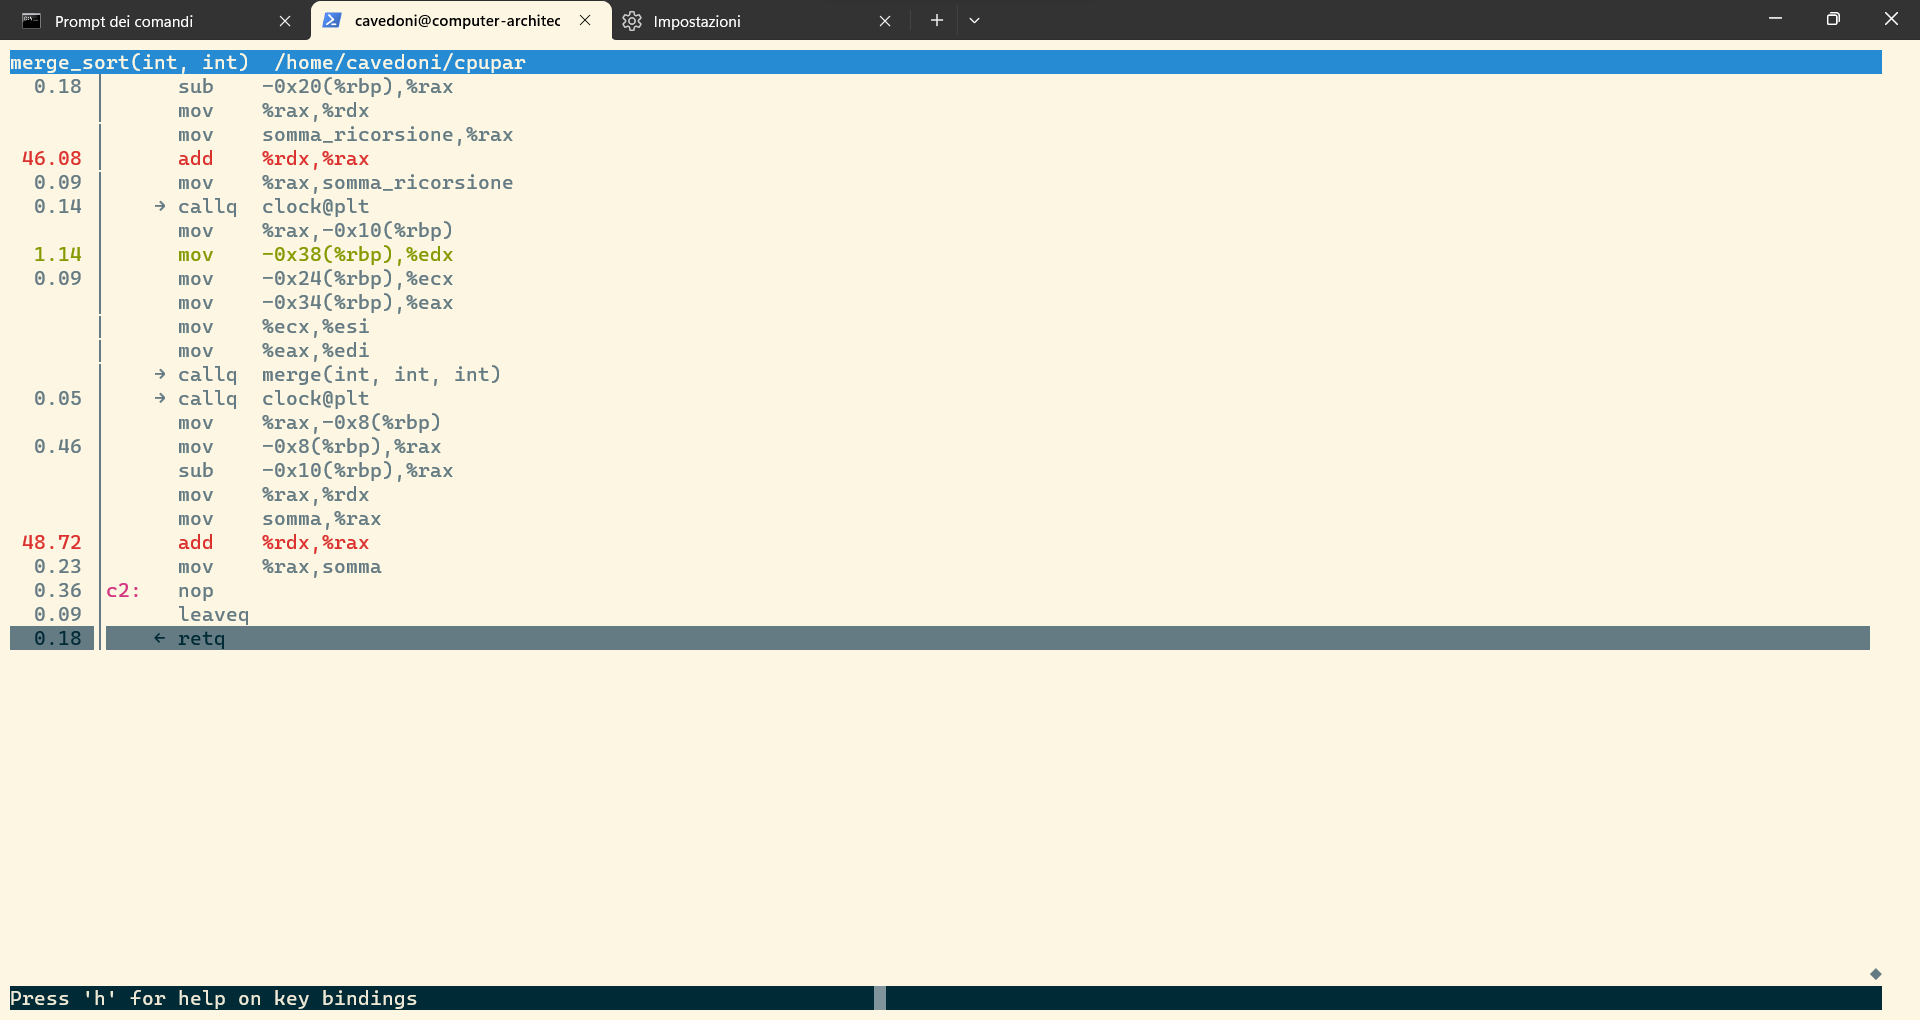 Prompt dei comandi cavedoni@computer-architec Impostazioni
merge_sort(int, int) /home/cavedoni/cpupar
0.18 sub -0x20(%rbp),%rax
mov %rax,%rdx
mov somma_ricorsione,%rax
46.08 add %rdx,%rax
0.09 mov %rax,somma_ricorsione
0.14 → callq clock@plt
mov %rax,-0x10(%rbp)
1.14 mov -0x38(%rbp),%edx
0.09 mov -0x24(%rbp),%ecx
mov -0x34(%rbp),%eax
mov %ecx,%esi
mov %eax,%edi
→ callq merge(int, int, int)
0.05 → callq clock@plt
mov %rax,-0x8(%rbp)
0.46 mov -0x8(%rbp),%rax
sub -0x10(%rbp),%rax
mov %rax,%rdx
mov somma,%rax
48.72 add %rdx,%rax
0.23 mov %rax,somma
0.36 c2: nop
0.09 leaveq
0.18 ← retq
Press 'h' for help on key bindings